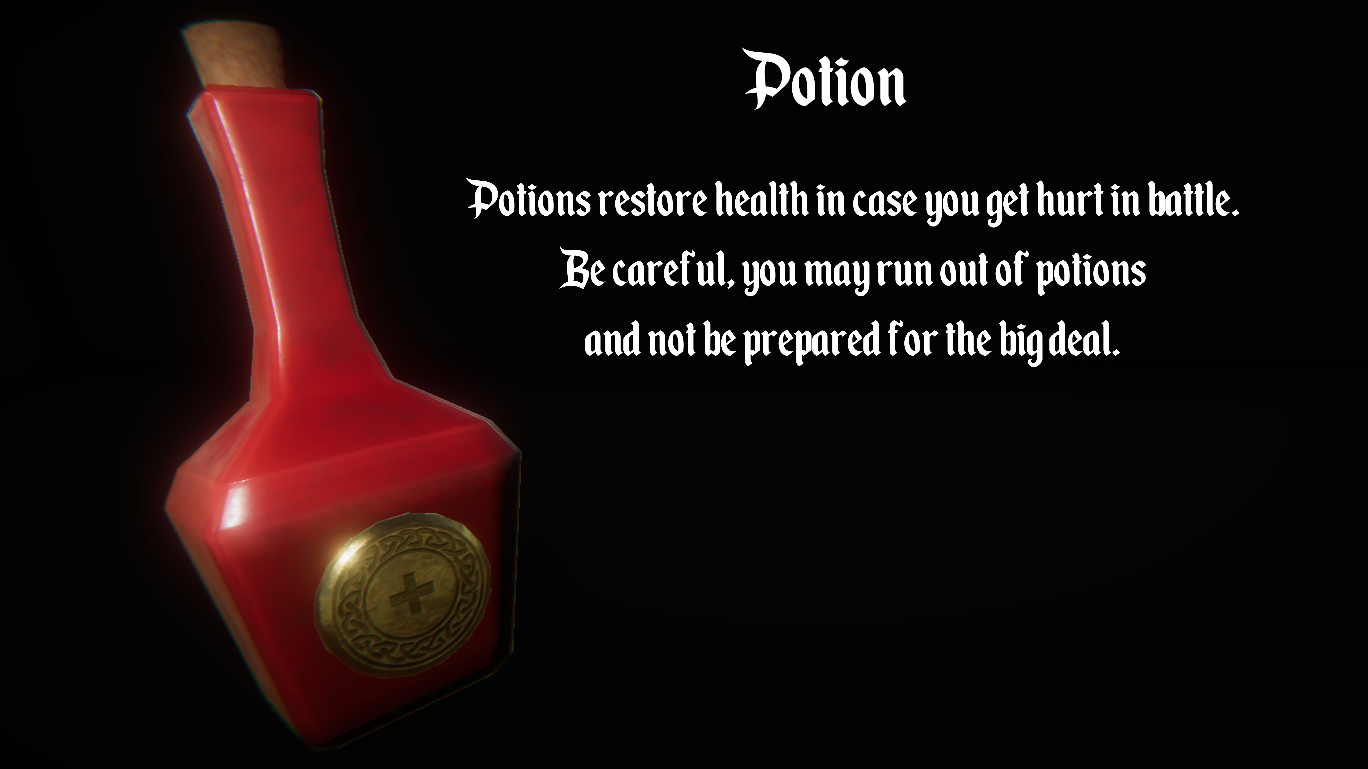 Potion
Potions restore health in case you get hurt in battle.
Be careful, you may run out of potions
and not be prepared for the big deal.